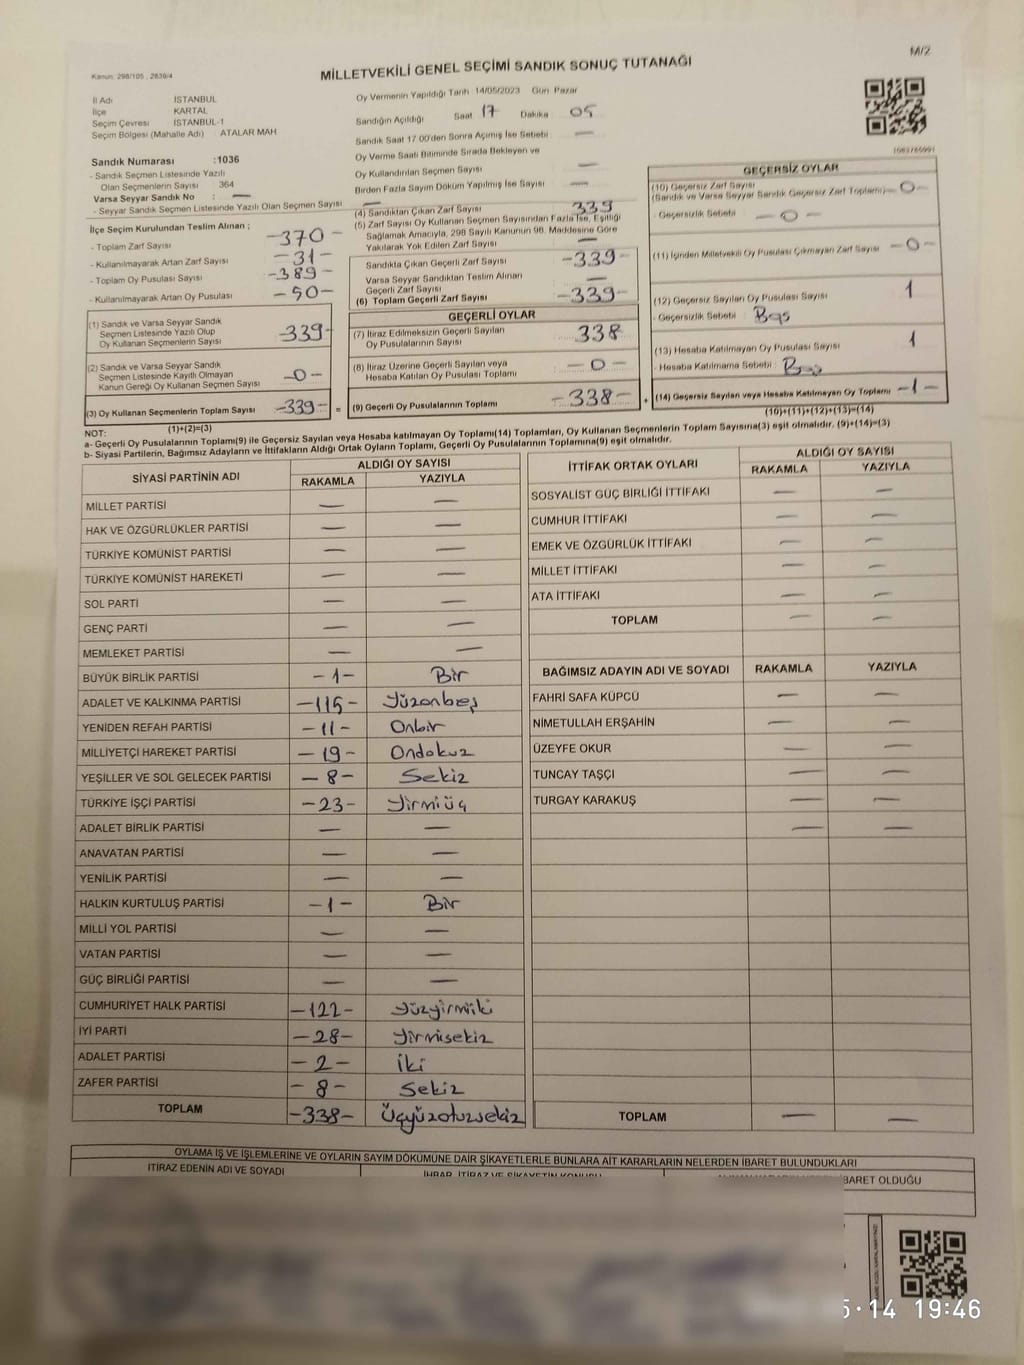 M/2
Kanun: 298/105 , 2839/4
MİLLETVEKİLİ GENEL SEÇİMİ SANDIK SONUÇ TUTANAĞI
İl Adı İSTANBUL
İlçe KARTAL
Seçim Çevresi İSTANBUL-1
Seçim Bölgesi (Mahalle Adı) ATALAR MAH
Oy Vermenin Yapıldığı Tarih 14/05/2023 Gün Pazar
Sandığın Açıldığı Saat 17 Dakika 05
Sandık Saat 17.00'den Sonra Açılmış İse Sebebi —
Oy Verme Saati Bitiminde Sırada Bekleyen ve
Oy Kullandırılan Seçmen Sayısı —
Birden Fazla Sayım Döküm Yapılmış İse Sayısı —
Sandık Numarası :1036
- Sandık Seçmen Listesinde Yazılı
Olan Seçmenlerin Sayısı 364
Varsa Seyyar Sandık No : —
- Seyyar Sandık Seçmen Listesinde Yazılı Olan Seçmen Sayısı —
İlçe Seçim Kurulundan Teslim Alınan ;
- Toplam Zarf Sayısı -370-
- Kullanılmayarak Artan Zarf Sayısı -31-
- Toplam Oy Pusulası Sayısı -389-
- Kullanılmayarak Artan Oy Pusulası -50-
(1) Sandık ve Varsa Seyyar Sandık
Seçmen Listesinde Yazılı Olup
Oy Kullanan Seçmenlerin Sayısı -339-
(2) Sandık ve Varsa Seyyar Sandık
Seçmen Listesinde Kayıtlı Olmayan
Kanun Gereği Oy Kullanan Seçmen Sayısı -0-
(3) Oy Kullanan Seçmenlerin Toplam Sayısı -339- =
(1)+(2)=(3)
(4) Sandıktan Çıkan Zarf Sayısı 339
(5) Zarf Sayısı Oy Kullanan Seçmen Sayısından Fazla İse, Eşitliği
Sağlamak Amacıyla, 298 Sayılı Kanunun 98. Maddesine Göre
Yakılarak Yok Edilen Zarf Sayısı —
Sandıkta Çıkan Geçerli Zarf Sayısı -339-
Varsa Seyyar Sandıktan Teslim Alınan
Geçerli Zarf Sayısı —
(6) Toplam Geçerli Zarf Sayısı -339-
GEÇERLİ OYLAR
(7) İtiraz Edilmeksizin Geçerli Sayılan
Oy Pusulalarının Sayısı 338
(8) İtiraz Üzerine Geçerli Sayılan veya
Hesaba Katılan Oy Pusulası Toplamı -0-
(9) Geçerli Oy Pusulalarının Toplamı -338- +
GEÇERSİZ OYLAR
(10) Geçersiz Zarf Sayısı
(Sandık ve Varsa Seyyar Sandık Geçersiz Zarf Toplamı) -0-
- Geçersizlik Sebebi : -0-
(11) İçinden Milletvekili Oy Pusulası Çıkmayan Zarf Sayısı -0-
(12) Geçersiz Sayılan Oy Pusulası Sayısı 1
- Geçersizlik Sebebi :
(13) Hesaba Katılmayan Oy Pusulası Sayısı 1
- Hesaba Katılmama Sebebi :
(14) Geçersiz Sayılan veya Hesaba Katılmayan Oy Toplamı -1-
(10)+(11)+(12)+(13)=(14)
NOT:
a- Geçerli Oy Pusulalarının Toplamı(9) ile Geçersiz Sayılan veya Hesaba katılmayan Oy Toplamı(14) Toplamları, Oy Kullanan Seçmenlerin Toplam Sayısına(3) eşit olmalıdır. (9)+(14)=(3)
b- Siyasi Partilerin, Bağımsız Adayların ve İttifakların Aldığı Ortak Oyların Toplamı, Geçerli Oy Pusulalarının Toplamına(9) eşit olmalıdır.
SİYASİ PARTİNİN ADI ALDIĞI OY SAYISI
RAKAMLA YAZIYLA
MİLLET PARTİSİ — —
HAK VE ÖZGÜRLÜKLER PARTİSİ — —
TÜRKİYE KOMÜNİST PARTİSİ — —
TÜRKİYE KOMÜNİST HAREKETİ — —
SOL PARTİ — —
GENÇ PARTİ — —
MEMLEKET PARTİSİ — —
BÜYÜK BİRLİK PARTİSİ -1- Bir
ADALET VE KALKINMA PARTİSİ -115- Yüzonbeş
YENİDEN REFAH PARTİSİ -11- Onbir
MİLLİYETÇİ HAREKET PARTİSİ -19- Ondokuz
YEŞİLLER VE SOL GELECEK PARTİSİ -8- Sekiz
TÜRKİYE İŞÇİ PARTİSİ -23- Yirmiüç
ADALET BİRLİK PARTİSİ — —
ANAVATAN PARTİSİ — —
YENİLİK PARTİSİ — —
HALKIN KURTULUŞ PARTİSİ -1- Bir
MİLLİ YOL PARTİSİ — —
VATAN PARTİSİ — —
GÜÇ BİRLİĞİ PARTİSİ — —
CUMHURİYET HALK PARTİSİ -122- Yüzyirmiiki
İYİ PARTİ -28- Yirmisekiz
ADALET PARTİSİ -2- İki
ZAFER PARTİSİ -8- Sekiz
TOPLAM -338- Üçyüzotuzsekiz
İTTİFAK ORTAK OYLARI ALDIĞI OY SAYISI
RAKAMLA YAZIYLA
SOSYALİST GÜÇ BİRLİĞİ İTTİFAKI — —
CUMHUR İTTİFAKI — —
EMEK VE ÖZGÜRLÜK İTTİFAKI — —
MİLLET İTTİFAKI — —
ATA İTTİFAKI — —
TOPLAM — —
BAĞIMSIZ ADAYIN ADI VE SOYADI RAKAMLA YAZIYLA
FAHRİ SAFA KÜPCÜ — —
NİMETULLAH ERŞAHİN — —
ÜZEYFE OKUR — —
TUNCAY TAŞÇI — —
TURGAY KARAKUŞ — —
— —
TOPLAM — —
OYLAMA İŞ VE İŞLEMLERİNE VE OYLARIN SAYIM DÖKÜMÜNE DAİR ŞİKAYETLERLE BUNLARA AİT KARARLARIN NELERDEN İBARET BULUNDUKLARI
İTİRAZ EDENİN ADI VE SOYADI
İHBAR, İTİRAZ VE ŞİKAYETİN KONUSU
BARET OLDUĞU
5·14 19:46